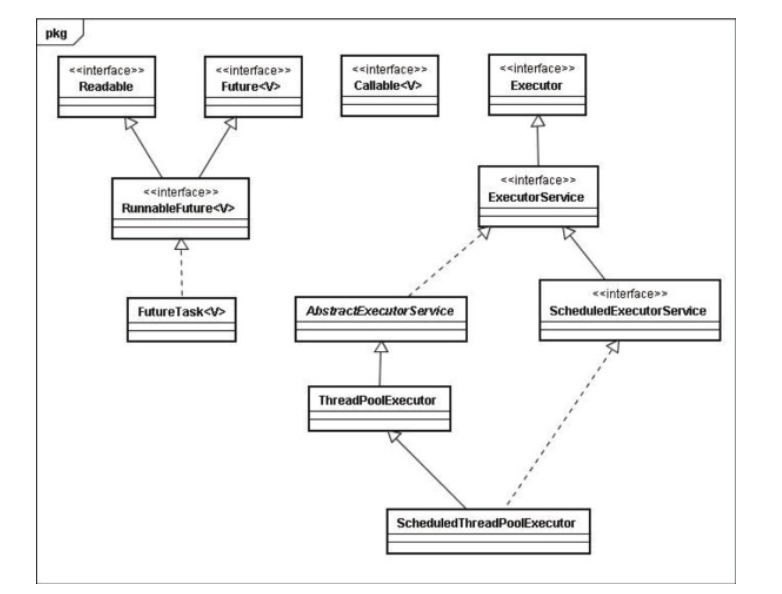 pkg
<<interface>>
Readable
<<interface>>
Future<V>
<<interface>>
Callable<V>
<<interface>>
Executor
<<interface>>
RunnableFuture<V>
<<interface>>
ExecutorService
FutureTask<V>
AbstractExecutorService
<<interface>>
ScheduledExecutorService
ThreadPoolExecutor
ScheduledThreadPoolExecutor